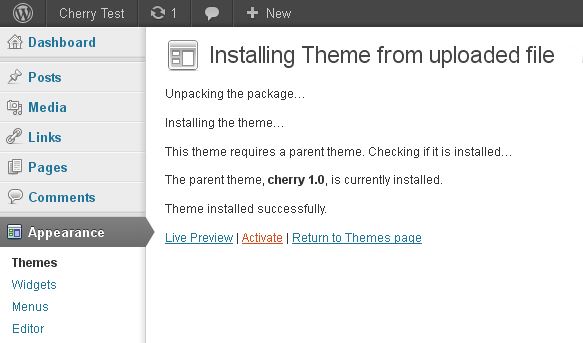 Cherry Test 1 + New
Dashboard
Posts
Media
Links
Pages
Comments
Appearance
Themes
Widgets
Menus
Editor
Installing Theme from uploaded file
Unpacking the package…
Installing the theme…
This theme requires a parent theme. Checking if it is installed…
The parent theme, cherry 1.0, is currently installed.
Theme installed successfully.
Live Preview | Activate | Return to Themes page